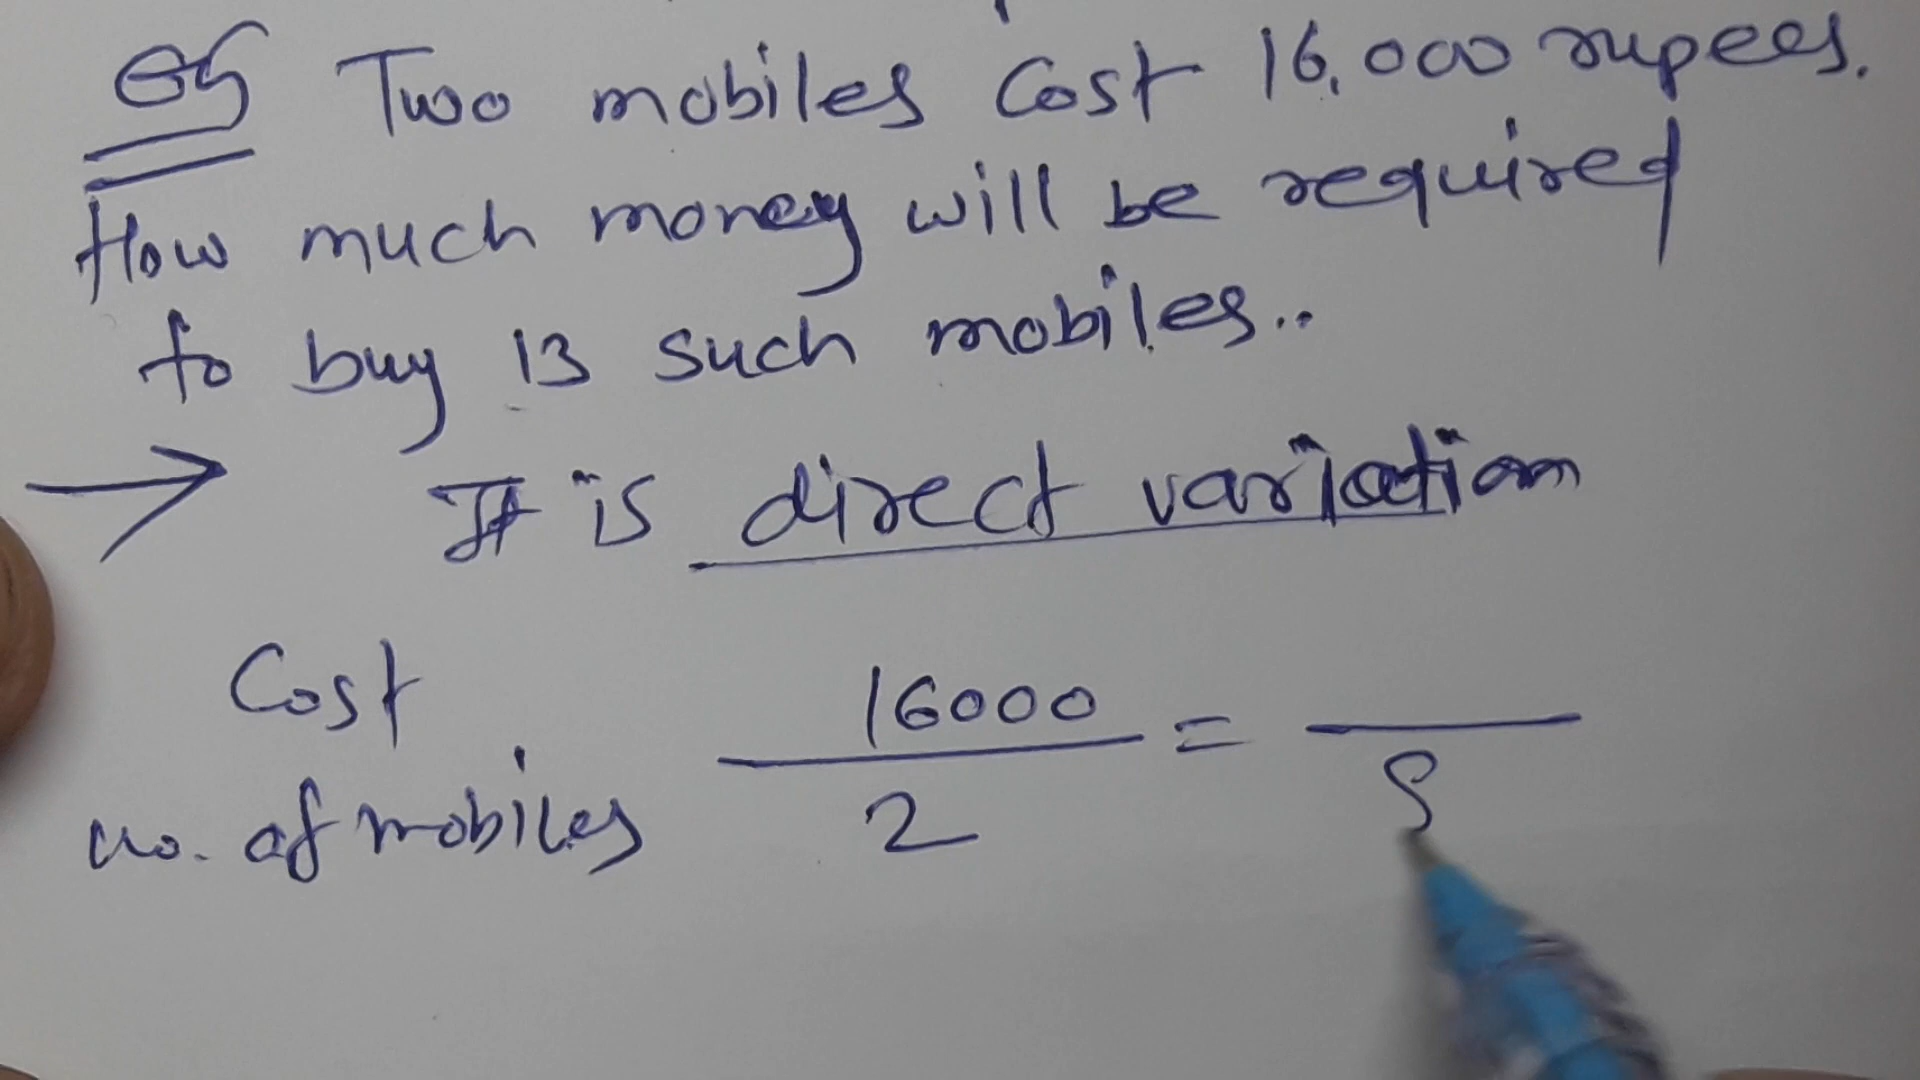 Q5 Two mobiles Cost 16,000 rupees.
How much money will be required
to buy 13 such mobiles..
→ It is direct variation
Cost 16000
no. of mobiles 2 =